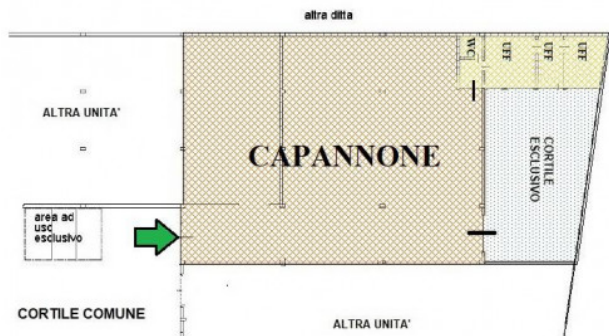 altra ditta
WC
UFF
UFF
UFF
ALTRA UNITA'
CAPANNONE
CORTILE
ESCLUSIVO
area ad
uso
esclusivo
CORTILE COMUNE
ALTRA UNITA'